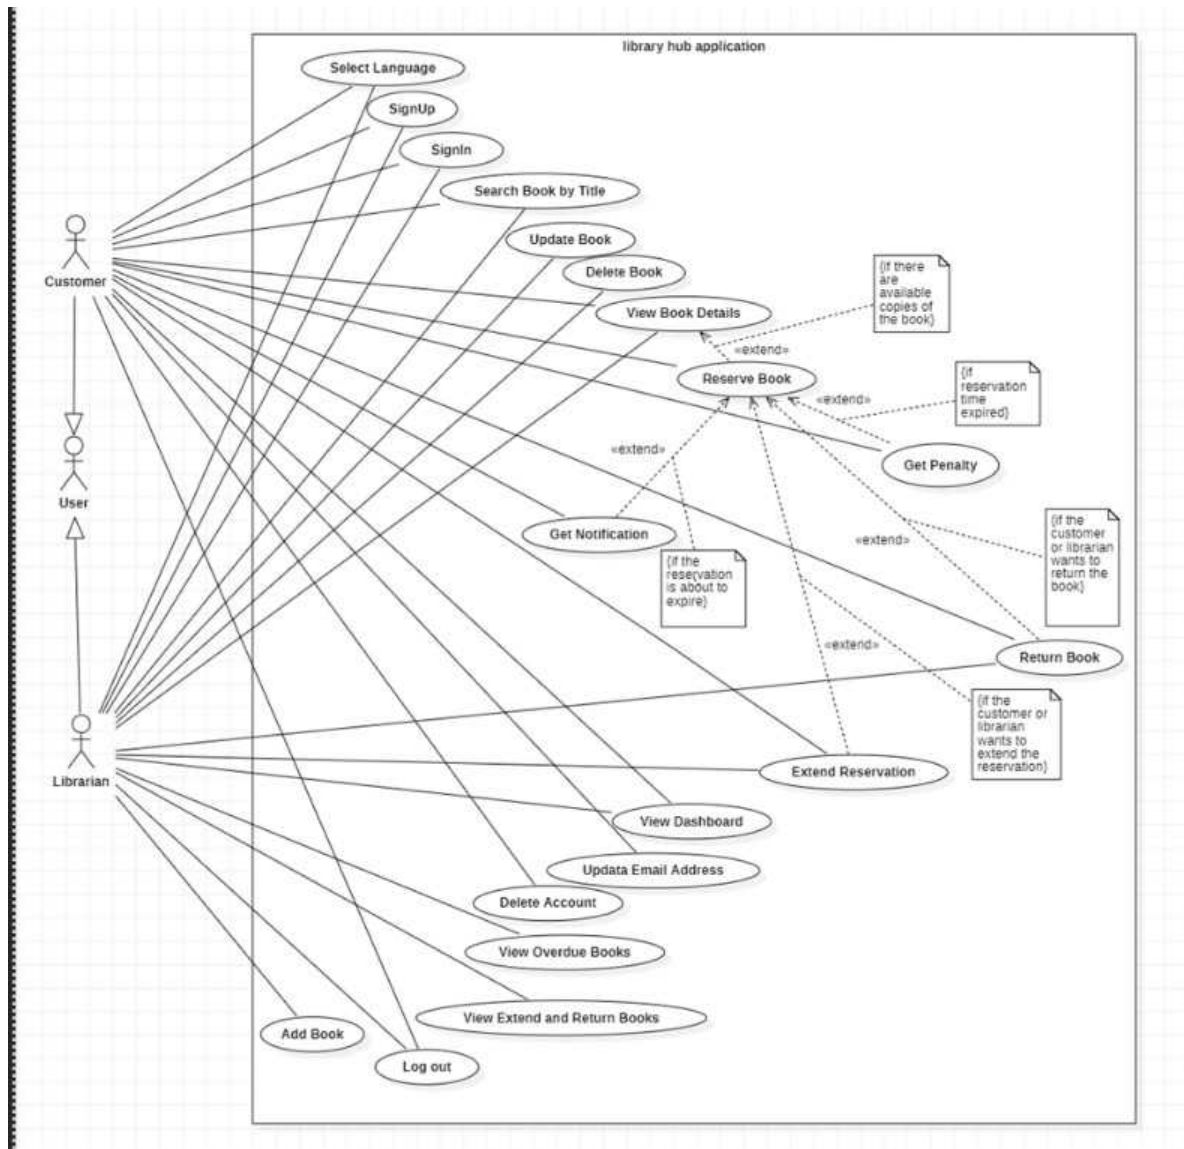 library hub application
Select Language
SignUp
SignIn
Search Book by Title
Update Book
Delete Book
Customer
{if there
are
available
copies of
the book}
View Book Details
«extend»
Reserve Book
{if
reservation
time
expired}
«extend»
«extend»
Get Penalty
User
Get Notification
{if the
reservation
is about to
expire}
«extend»
{if the
customer
or librarian
wants to
return the
book}
«extend»
Return Book
{if the
customer or
librarian
wants to
extend the
reservation}
Librarian
Extend Reservation
View Dashboard
Updata Email Address
Delete Account
View Overdue Books
View Extend and Return Books
Add Book
Log out